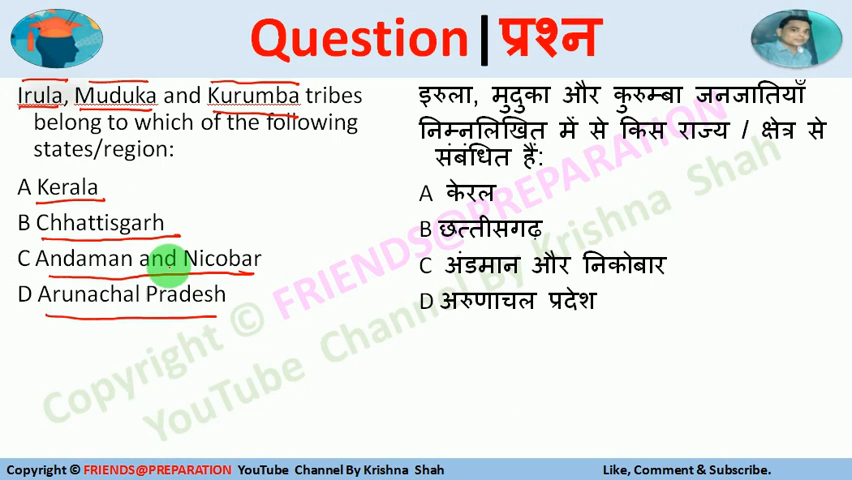 Question|प्रश्न
Irula, Muduka and Kurumba tribes
belong to which of the following
states/region:
A Kerala
B Chhattisgarh
C Andaman and Nicobar
D Arunachal Pradesh
इरुला, मुदुका और कुरुम्बा जनजातियाँ
निम्नलिखित में से किस राज्य / क्षेत्र से
संबंधित हैं:
A केरल
B छत्तीसगढ़
C अंडमान और निकोबार
D अरुणाचल प्रदेश
Copyright © FRIENDS@PREPARATION
YouTube Channel By Krishna Shah
Copyright © FRIENDS@PREPARATION YouTube Channel By Krishna Shah
Like, Comment & Subscribe.